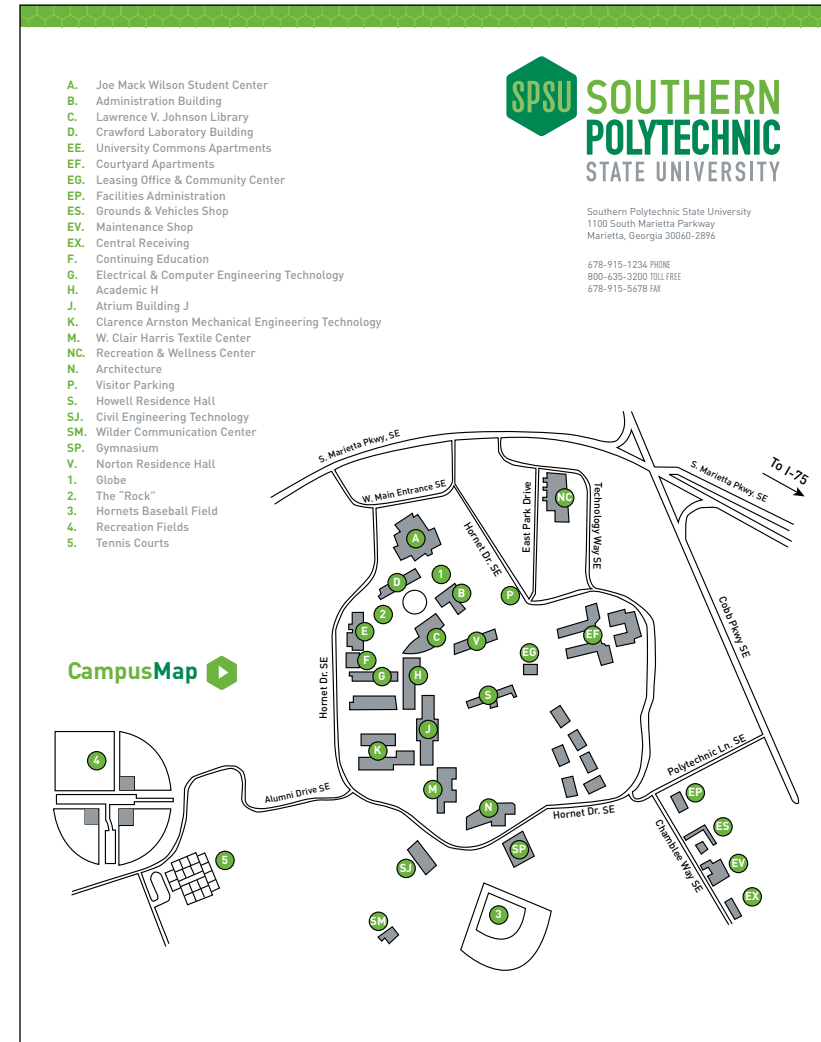 A. Joe Mack Wilson Student Center
B. Administration Building
C. Lawrence V. Johnson Library
D. Crawford Laboratory Building
EE. University Commons Apartments
EF. Courtyard Apartments
EG. Leasing Office & Community Center
EP. Facilities Administration
ES. Grounds & Vehicles Shop
EV. Maintenance Shop
EX. Central Receiving
F. Continuing Education
G. Electrical & Computer Engineering Technology
H. Academic H
J. Atrium Building J
K. Clarence Arnston Mechanical Engineering Technology
M. W. Clair Harris Textile Center
NC. Recreation & Wellness Center
N. Architecture
P. Visitor Parking
S. Howell Residence Hall
SJ. Civil Engineering Technology
SM. Wilder Communication Center
SP. Gymnasium
V. Norton Residence Hall
1. Globe
2. The "Rock"
3. Hornets Baseball Field
4. Recreation Fields
5. Tennis Courts
SPSU
SOUTHERN
POLYTECHNIC
STATE UNIVERSITY
Southern Polytechnic State University
1100 South Marietta Parkway
Marietta, Georgia 30060-2896
678-915-1234 PHONE
800-635-3200 TOLL FREE
678-915-5678 FAX
S. Marietta Pkwy, SE
S. Marietta Pkwy. SE
To I-75
W. Main Entrance SE
Hornet Dr. SE
East Park Drive
Technology Way SE
NC
A
D
1
B
P
2
E
C
V
EF
EG
F
G
H
S
J
K
M
N
Cobb Pkwy SE
CampusMap
Hornet Dr. SE
4
Alumni Drive SE
5
Hornet Dr. SE
Polytechnic Ln. SE
Chamblee Way SE
EP
ES
EV
EX
SP
SJ
SM
3